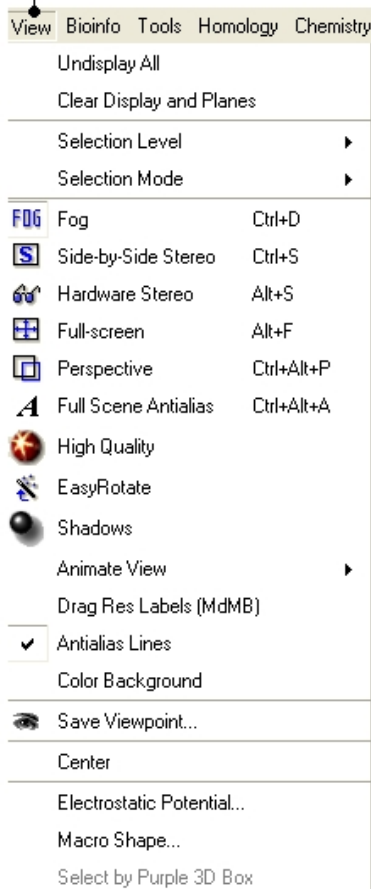 View Bioinfo Tools Homology Chemistry
Undisplay All
Clear Display and Planes
Selection Level
Selection Mode
FOG Fog Ctrl+D
S Side-by-Side Stereo Ctrl+S
Hardware Stereo Alt+S
Full-screen Alt+F
Perspective Ctrl+Alt+P
A Full Scene Antialias Ctrl+Alt+A
High Quality
EasyRotate
Shadows
Animate View
Drag Res Labels (MdMB)
Antialias Lines
Color Background
Save Viewpoint...
Center
Electrostatic Potential...
Macro Shape...
Select by Purple 3D Box